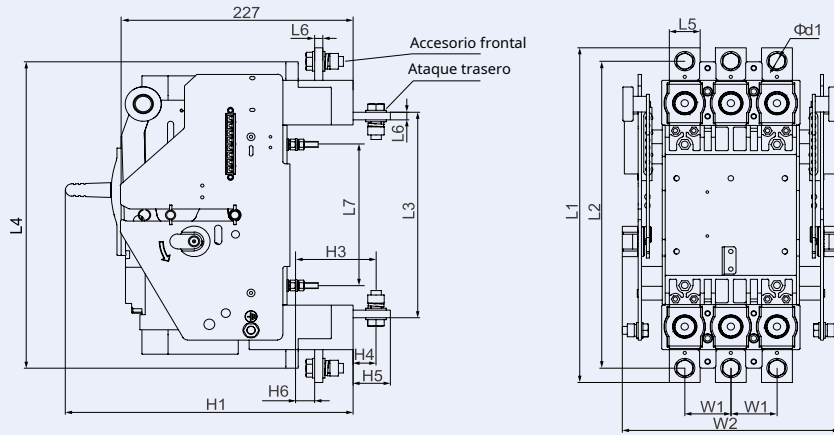 227
L6
Accesorio frontal
Ataque trasero
L6
L4
L7
L3
H3
H4
H5
H6
H1
L5
Φd1
L1
L2
W1
W1
W2